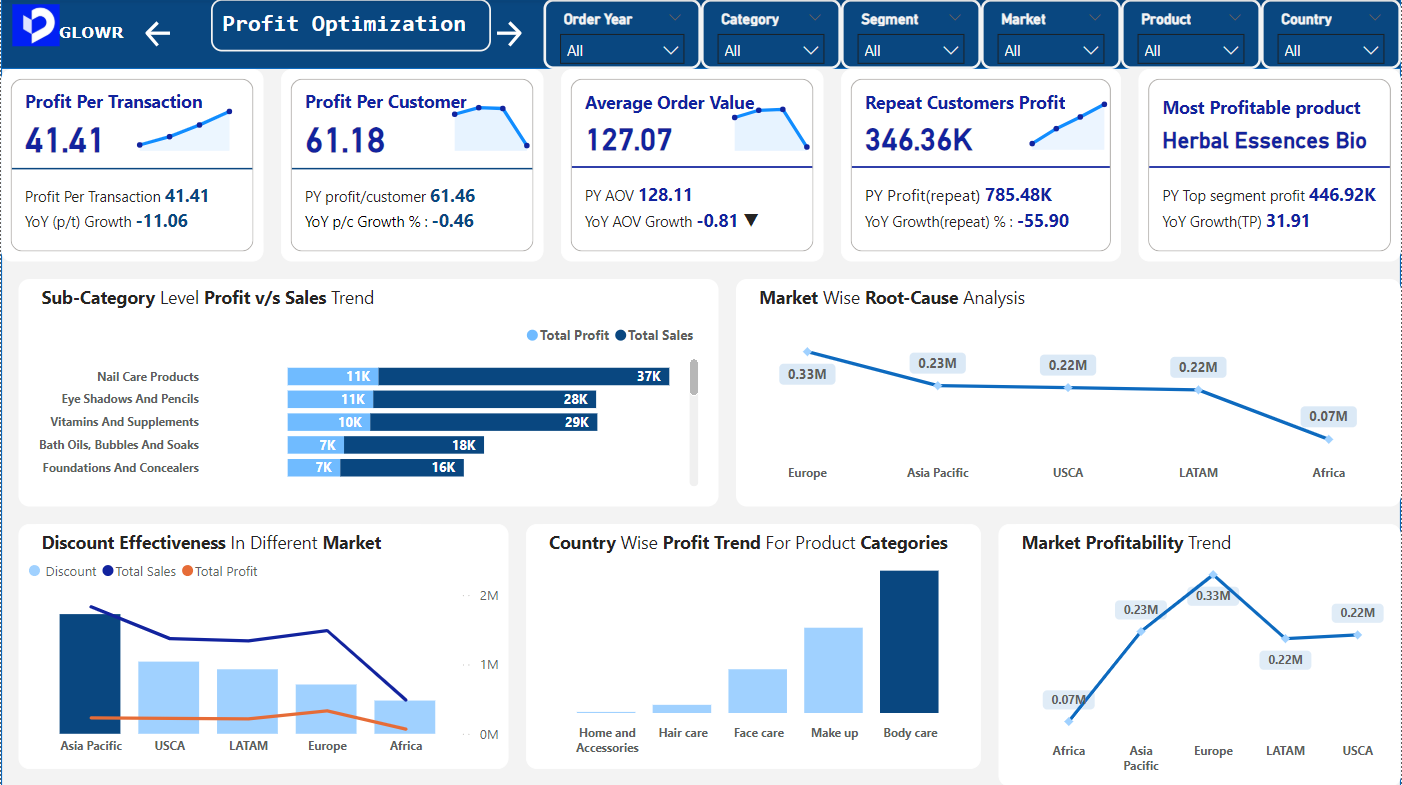 GLOWR
Profit Optimization
Order Year
All
Category
All
Segment
All
Market
All
Product
All
Country
All
Profit Per Transaction
41.41
Profit Per Transaction 41.41
YoY (p/t) Growth -11.06
Profit Per Customer
61.18
PY profit/customer 61.46
YoY p/c Growth % : -0.46
Average Order Value
127.07
PY AOV 128.11
YoY AOV Growth -0.81 ▼
Repeat Customers Profit
346.36K
PY Profit(repeat) 785.48K
YoY Growth(repeat) % : -55.90
Most Profitable product
Herbal Essences Bio
PY Top segment profit 446.92K
YoY Growth(TP) 31.91
Sub-Category Level Profit v/s Sales Trend
Total Profit Total Sales
Nail Care Products 11K 37K
Eye Shadows And Pencils 11K 28K
Vitamins And Supplements 10K 29K
Bath Oils, Bubbles And Soaks 7K 18K
Foundations And Concealers 7K 16K
Market Wise Root-Cause Analysis
0.33M 0.23M 0.22M 0.22M 0.07M
Europe Asia Pacific USCA LATAM Africa
Discount Effectiveness In Different Market
Discount Total Sales Total Profit
2M
1M
0M
Asia Pacific USCA LATAM Europe Africa
Country Wise Profit Trend For Product Categories
Home and Accessories Hair care Face care Make up Body care
Market Profitability Trend
0.07M 0.23M 0.33M 0.22M 0.22M
Africa Asia Pacific Europe LATAM USCA